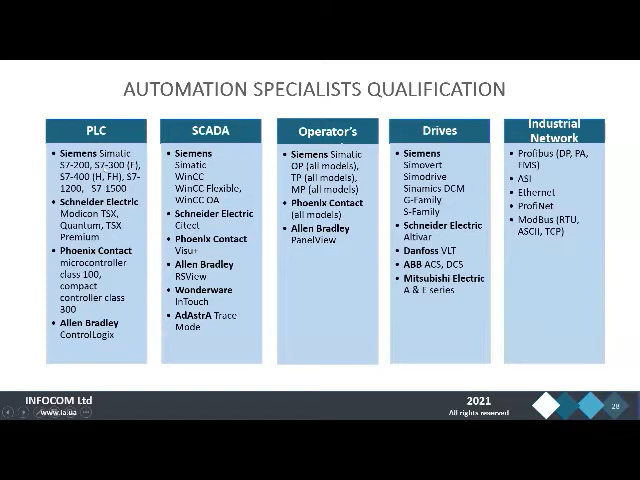 AUTOMATION SPECIALISTS QUALIFICATION
PLC
• Siemens Simatic
S7-200, S7-300 (F),
S7-400 (H, FH), S7-
1200, S7-1500
• Schneider Electric
Modicon TSX,
Quantum, TSX
Premium
• Phoenix Contact
microcontroller
class 100,
compact
controller class
300
• Allen Bradley
ControlLogix
SCADA
• Siemens
Simatic
WinCC
WinCC Flexible,
WinCC OA
• Schneider Electric
Citect
• Phoenix Contact
Visu+
• Allen Bradley
RSView
• Wonderware
InTouch
• AdAstrA Trace
Mode
Operator's
• Siemens Simatic
OP (all models),
TP (all models),
MP (all models)
• Phoenix Contact
(all models)
• Allen Bradley
PanelView
Drives
• Siemens
Simovert
Simodrive
Sinamics DCM
G-Family
S-Family
• Schneider Electric
Altivar
• Danfoss VLT
• ABB ACS, DCS
• Mitsubishi Electric
A & E series
Industrial
Network
• Profibus (DP, PA,
FMS)
• ASI
• Ethernet
• ProfiNet
• ModBus (RTU,
ASCII, TCP)
INFOCOM Ltd
www.ia.ua
2021
All rights reserved
28